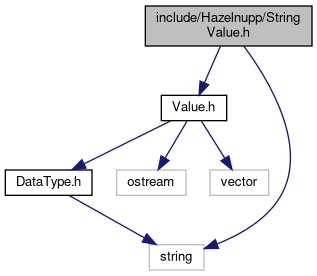 include/Hazelnupp/String
Value.h
Value.h
DataType.h
ostream
vector
string